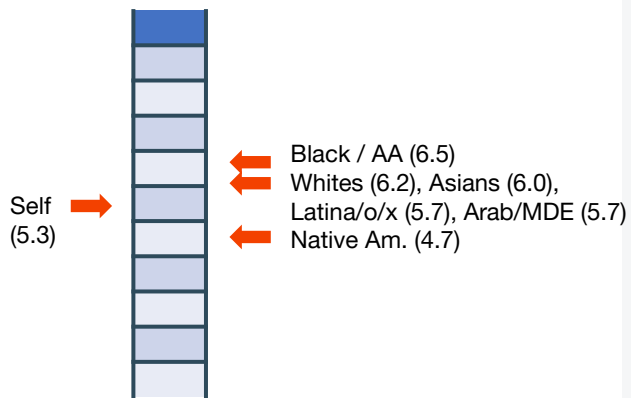 Self
(5.3)
Black / AA (6.5)
Whites (6.2), Asians (6.0),
Latina/o/x (5.7), Arab/MDE (5.7)
Native Am. (4.7)